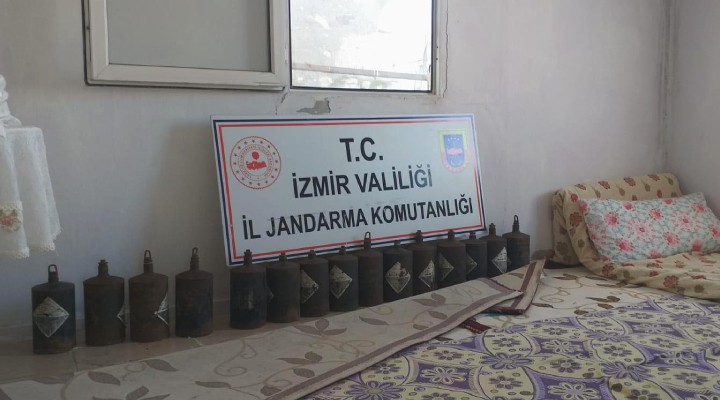 T.C.
İZMİR VALİLİĞİ
İL JANDARMA KOMUTANLIĞI